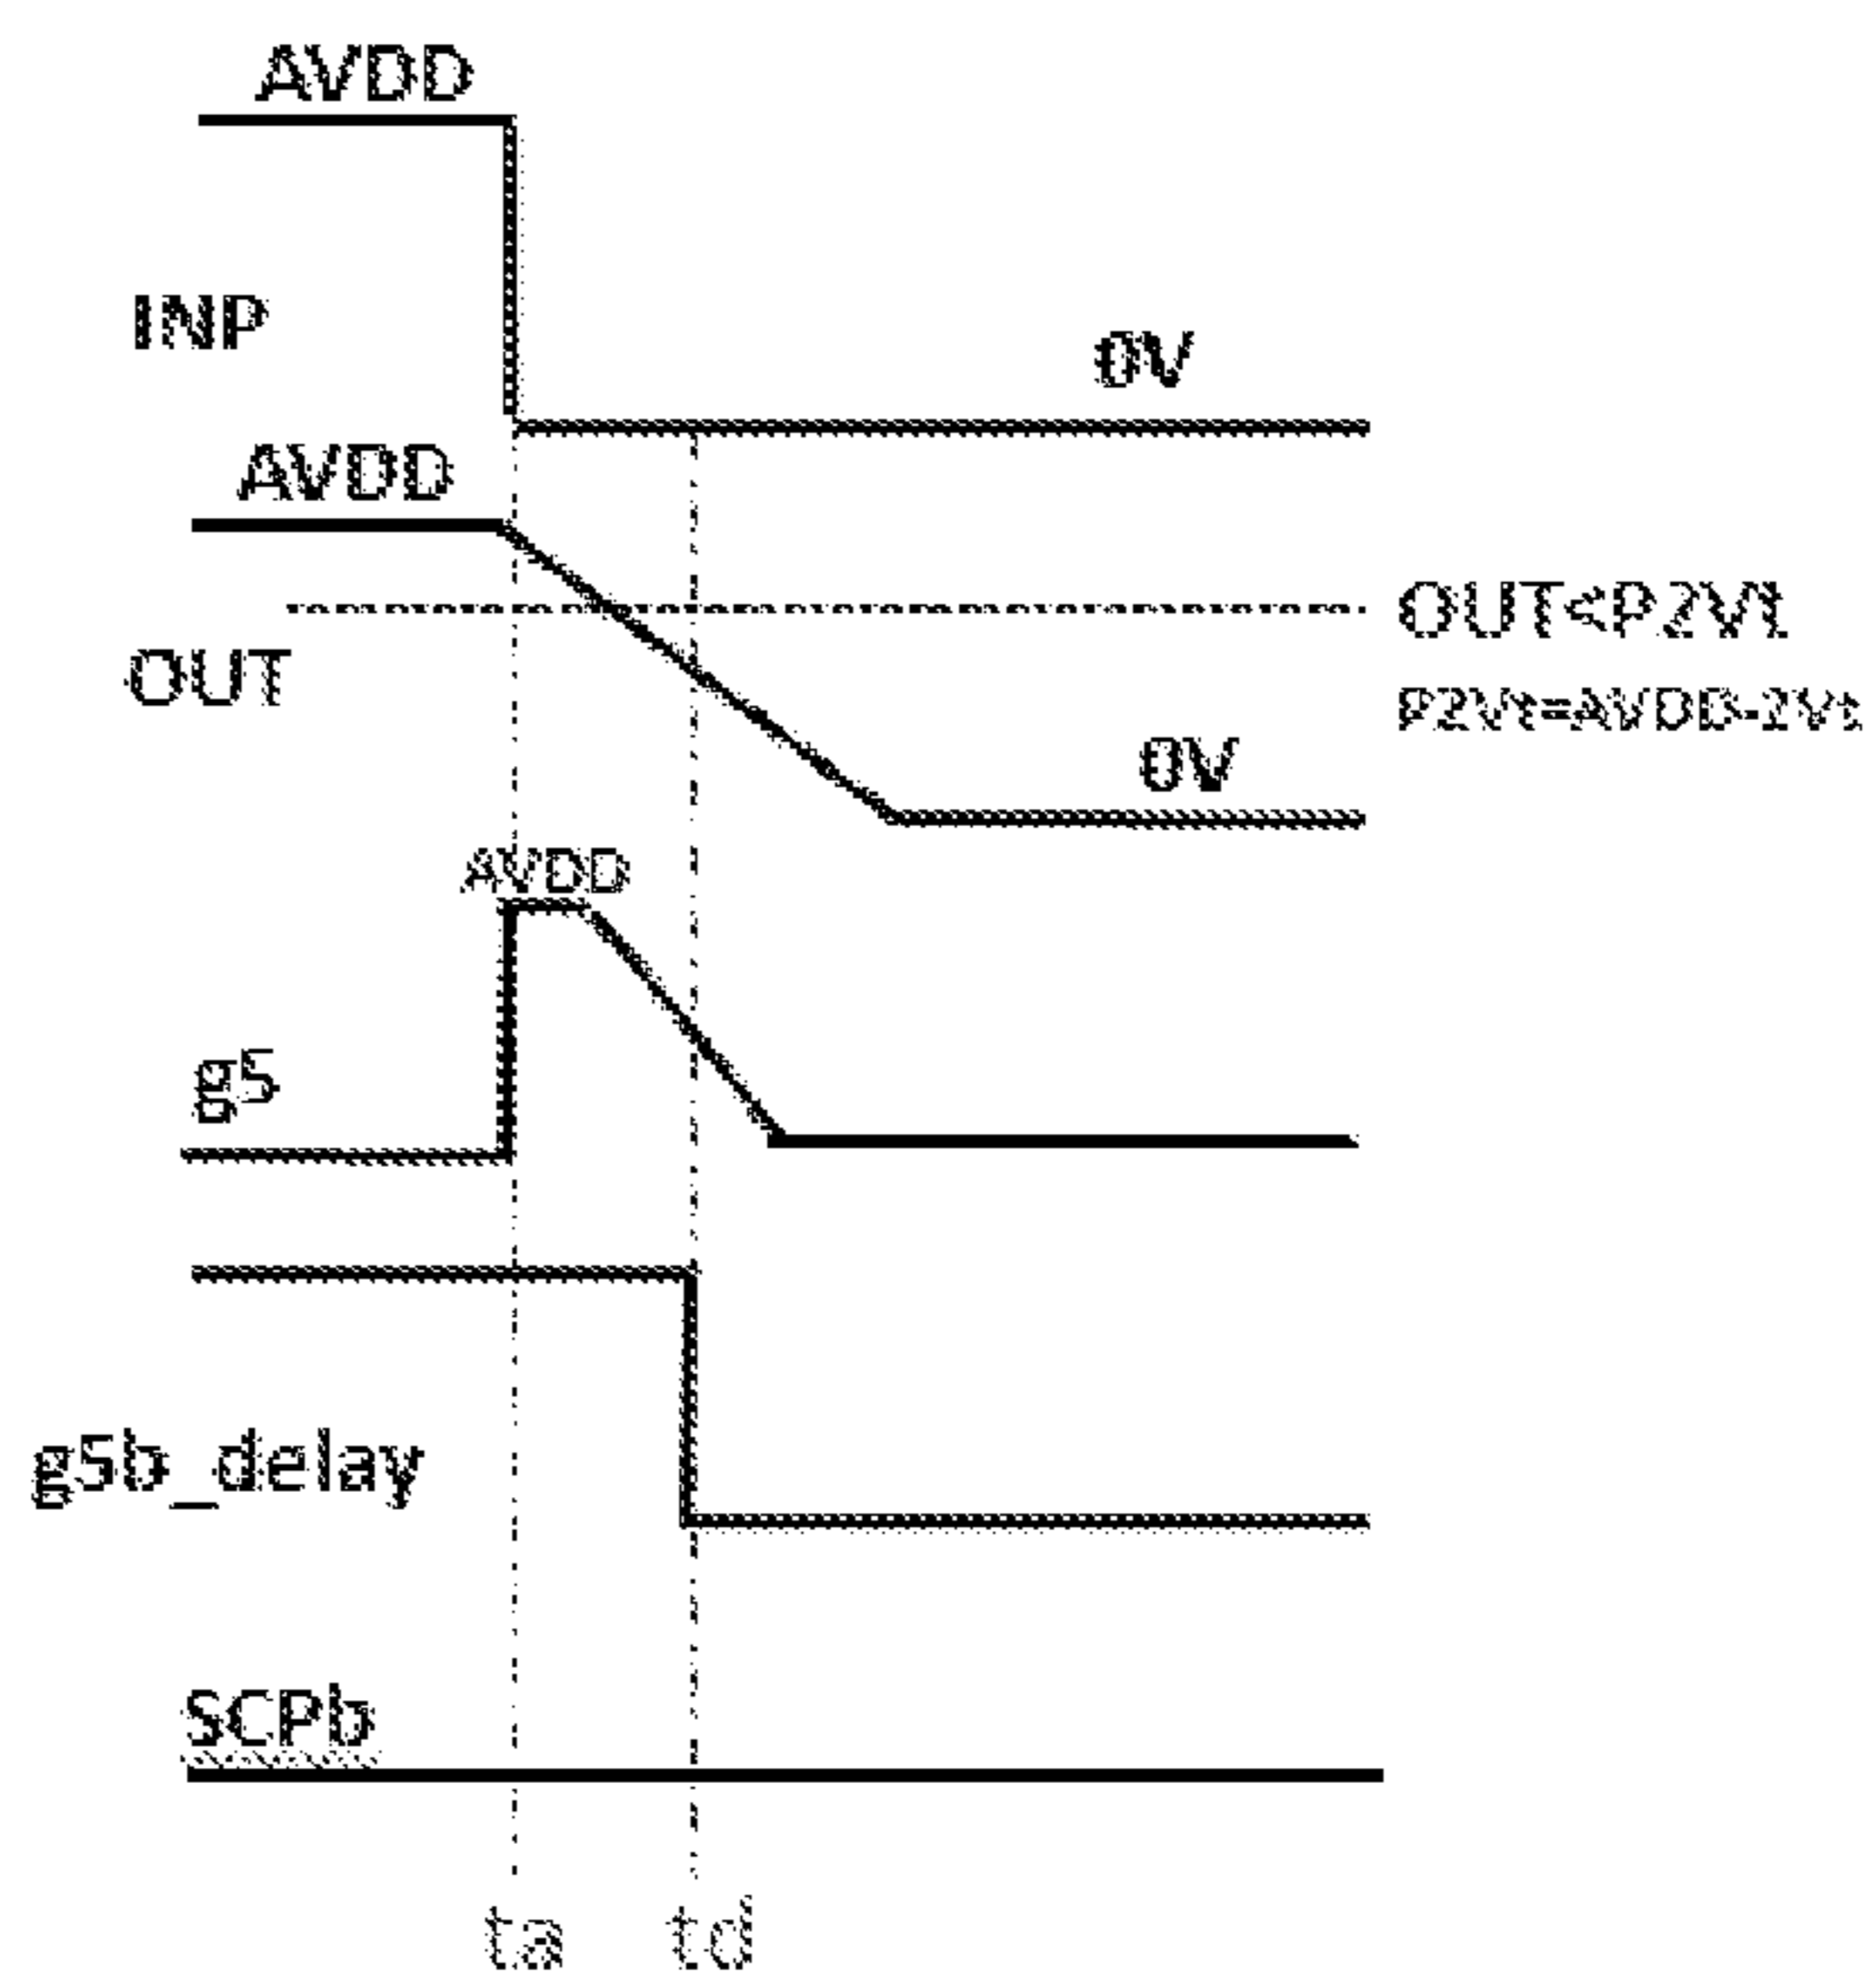 AVDD
INP
0V
AVDD
OUT<P2Vt
OUT
P2Vt=AVDD-2Vt
0V
AVDD
g5
g5b_delay
SCPb
ta
td